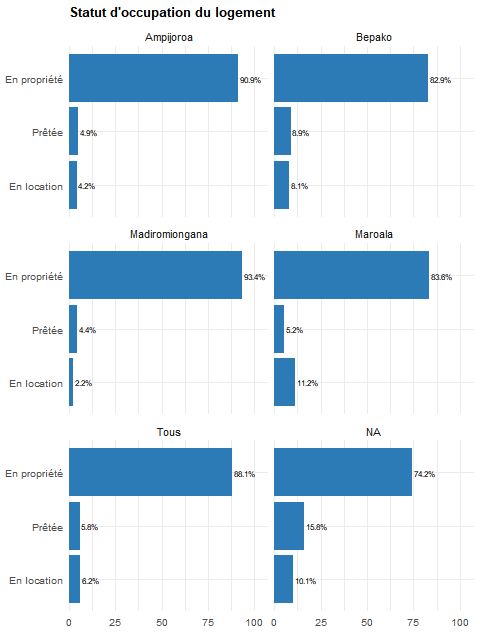 Statut d'occupation du logement
Ampijoroa
Bepako
En propriété
90.9%
82.9%
Prêtée
4.9%
8.9%
En location
4.2%
8.1%
Madiromiongana
Maroala
En propriété
93.4%
83.6%
Prêtée
4.4%
5.2%
En location
2.2%
11.2%
Tous
NA
En propriété
88.1%
74.2%
Prêtée
5.8%
15.8%
En location
6.2%
10.1%
0 25 50 75 100
0 25 50 75 100